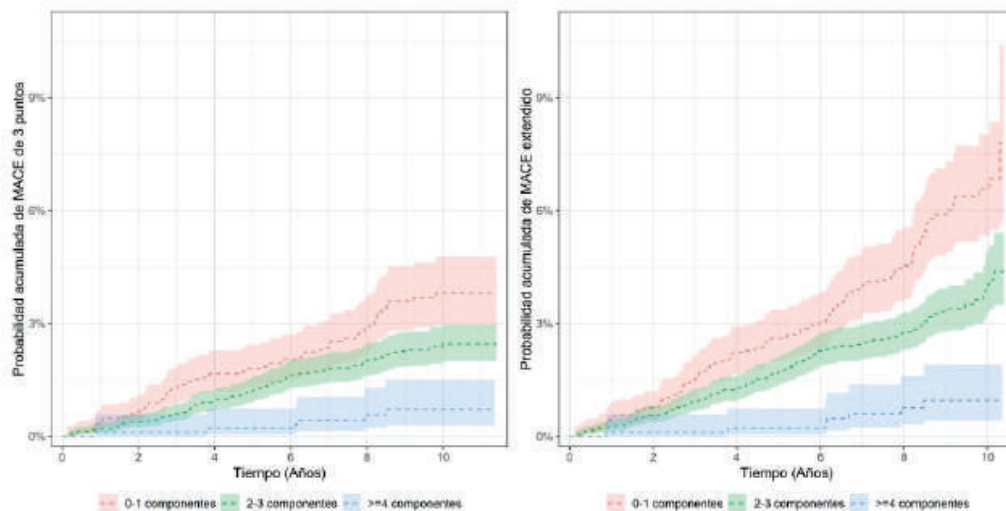 Probabilidad acumulada de MACE de 3 puntos
9%
6%
3%
0%
0 2 4 6 8 10
Tiempo (Años)
0-1 componentes 2-3 componentes >=4 componentes
Probabilidad acumulada de MACE extendido
9%
6%
3%
0%
0 2 4 6 8 10
Tiempo (Años)
0-1 componentes 2-3 componentes >=4 componentes